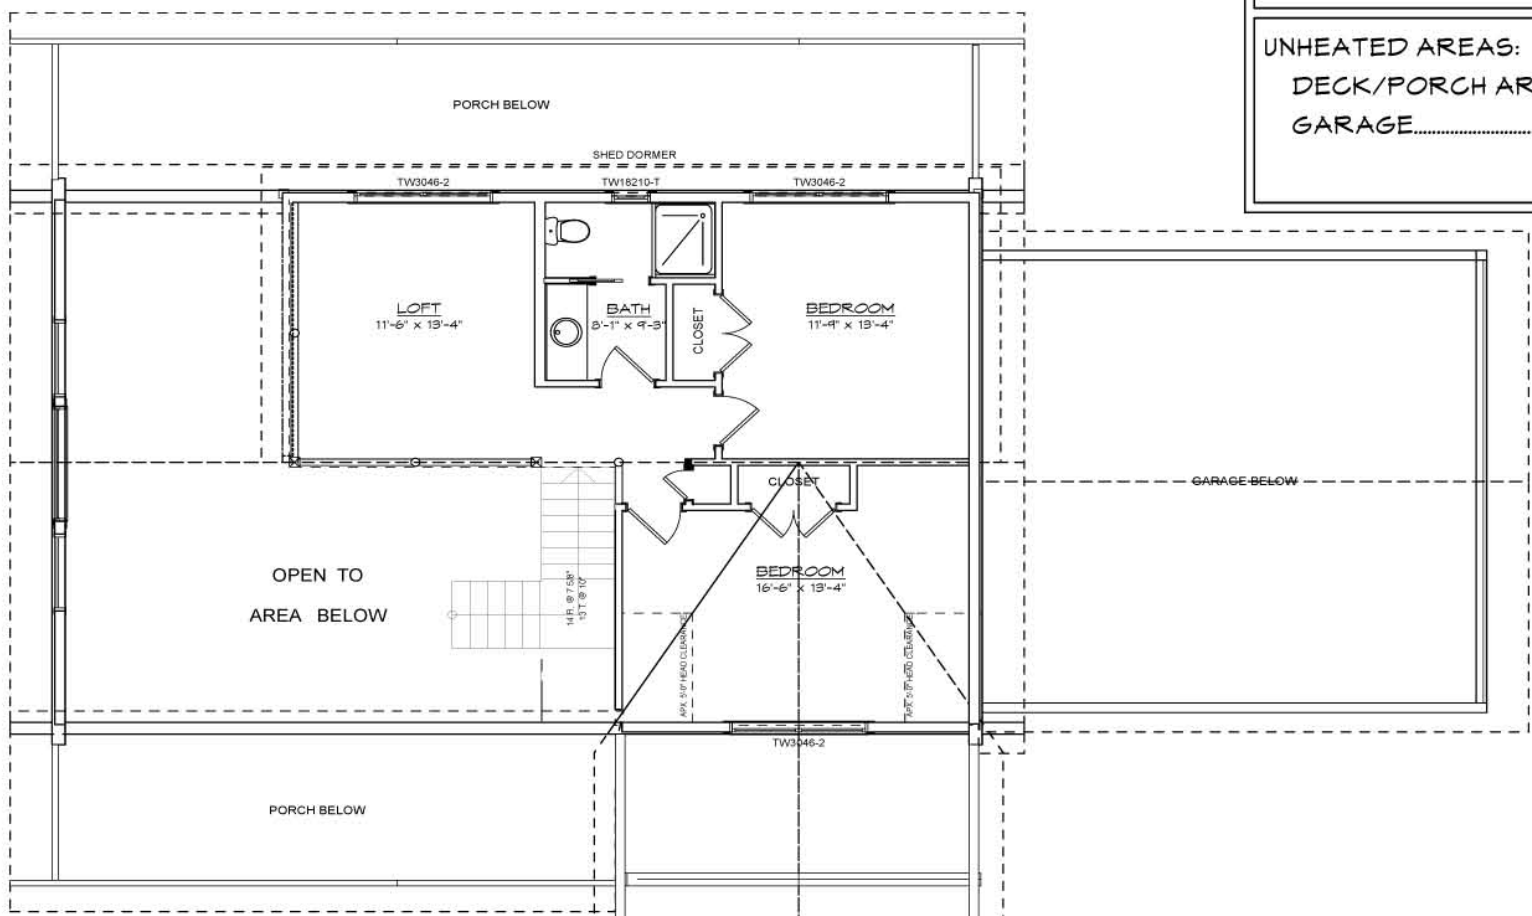 UNHEATED AREAS:
DECK/PORCH AR
GARAGE..............................
PORCH BELOW
SHED DORMER
TW3046-2
TW18210-T
TW3046-2
LOFT
11'-6" x 13'-4"
BATH
8'-1" x 9'-3"
CLOSET
BEDROOM
11'-9" x 13'-4"
CLOSET
GARAGE BELOW
OPEN TO
AREA BELOW
14 R. @ 7 5/8"
13 T. @ 10"
BEDROOM
16'-6" x 13'-4"
APX. 5'0" HEAD CLEARANCE
APX. 5'0" HEAD CLEARANCE
TW3046-2
PORCH BELOW